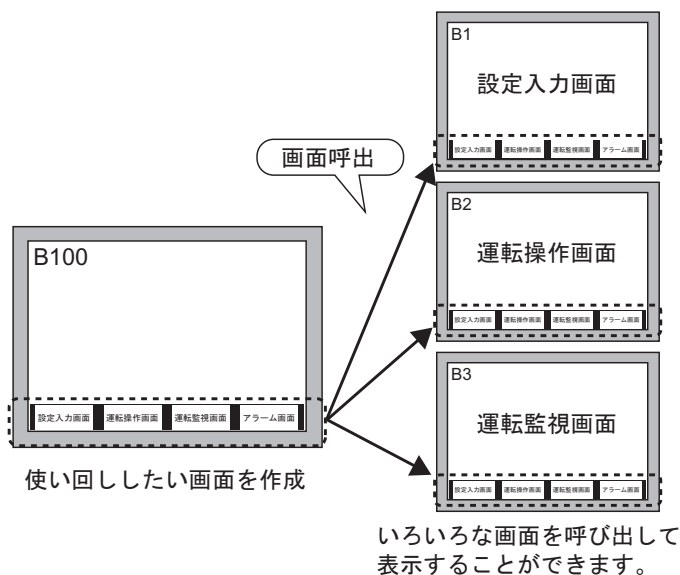 B1
設定入力画面
設定入力画面 運転操作画面 運転監視画面 アラーム画面
画面呼出
B2
運転操作画面
設定入力画面 運転操作画面 運転監視画面 アラーム画面
B100
設定入力画面 運転操作画面 運転監視画面 アラーム画面
使い回ししたい画面を作成
B3
運転監視画面
設定入力画面 運転操作画面 運転監視画面 アラーム画面
いろいろな画面を呼び出して
表示することができます。